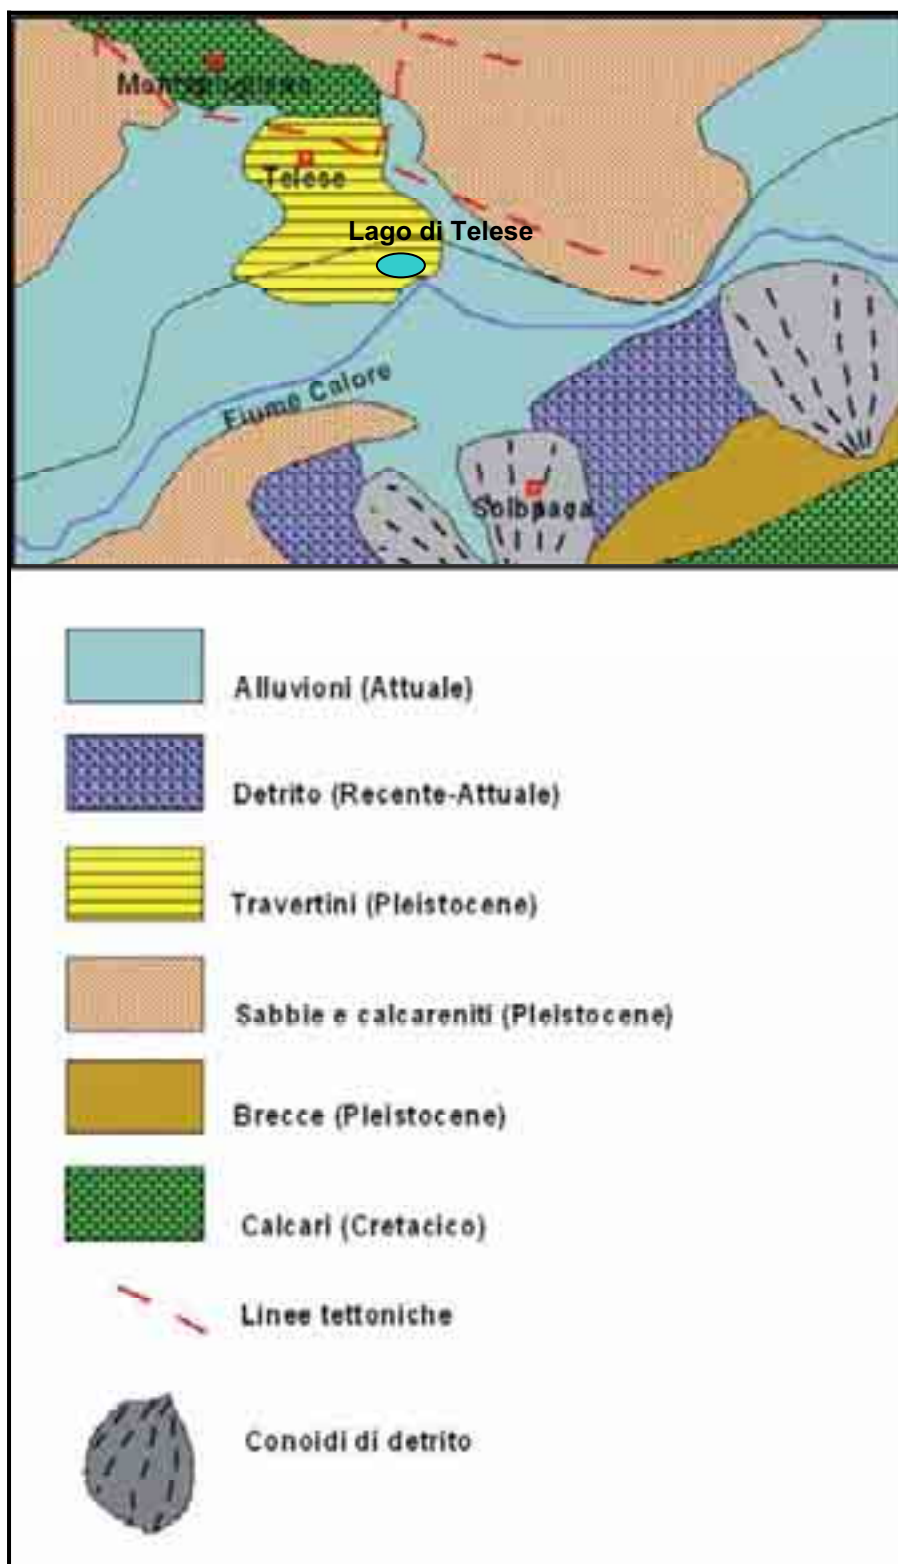 Telese
Lago di Telese
Fiume Calore
Alluvioni (Attuale)
Detrito (Recente-Attuale)
Travertini (Pleistocene)
Sabbie e calcareniti (Pleistocene)
Brecce (Pleistocene)
Calcari (Cretacico)
Linee tettoniche
Conoidi di detrito